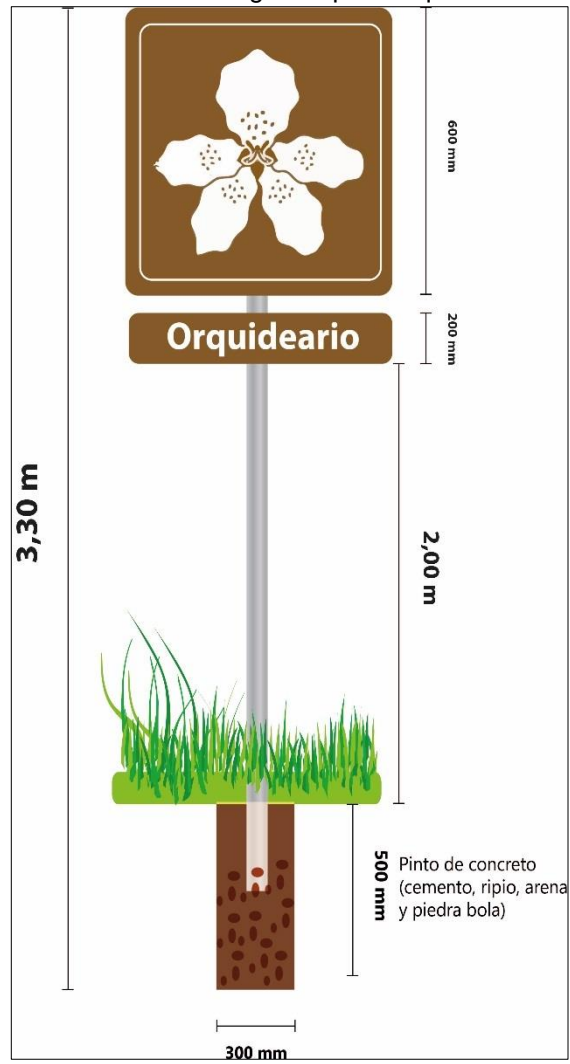 600 mm
Orquideario
200 mm
3,30 m
2,00 m
500 mm
Pinto de concreto
(cemento, ripio, arena
y piedra bola)
300 mm